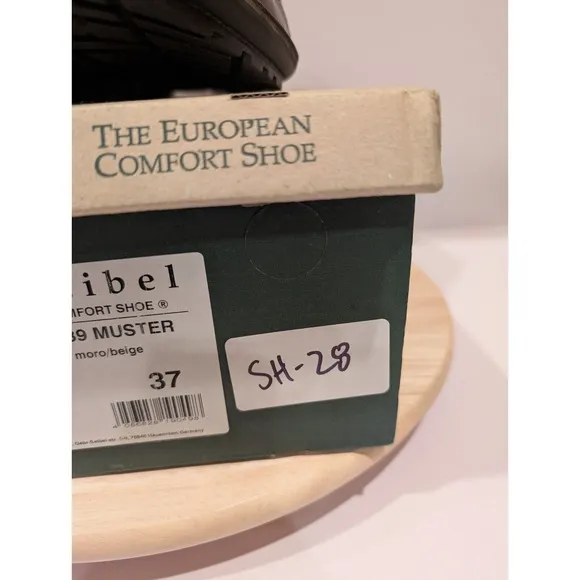 THE EUROPEAN
COMFORT SHOE
ibel
MFORT SHOE ®
39 MUSTER
moro/beige
37
SH-28